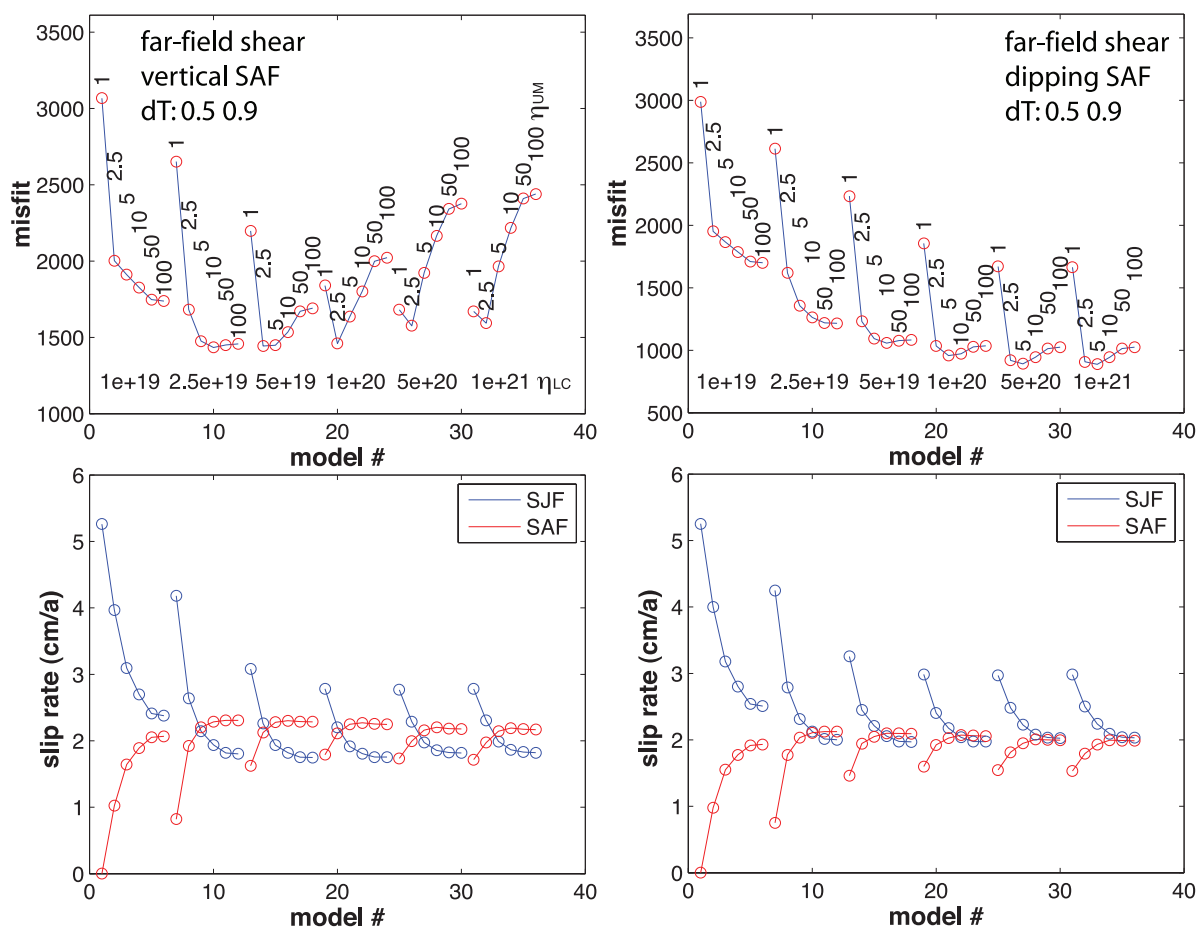 3500
3000
2500
2000
1500
1000
misfit
far-field shear
vertical SAF
dT: 0.5 0.9
1 2.5 5 10 50 100
1 2.5 5 10 50 100
1 2.5 5 10 50 100
1 2.5 5 10 50 100
1 2.5 5 10 50 100
1 2.5 5 10 50 100 ηUM
1e+19 2.5e+19 5e+19 1e+20 5e+20 1e+21 ηLC
0 10 20 30 40
model #
3500
3000
2500
2000
1500
1000
500
misfit
far-field shear
dipping SAF
dT: 0.5 0.9
1 2.5 5 10 50 100
1 2.5 5 10 50 100
1 2.5 5 10 50 100
1 2.5 5 10 50 100
1 2.5 5 10 50 100
1 2.5 5 10 50 100
1e+19 2.5e+19 5e+19 1e+20 5e+20 1e+21
0 10 20 30 40
model #
6
5
4
3
2
1
0
slip rate (cm/a)
SJF
SAF
0 10 20 30 40
model #
6
5
4
3
2
1
0
slip rate (cm/a)
SJF
SAF
0 10 20 30 40
model #